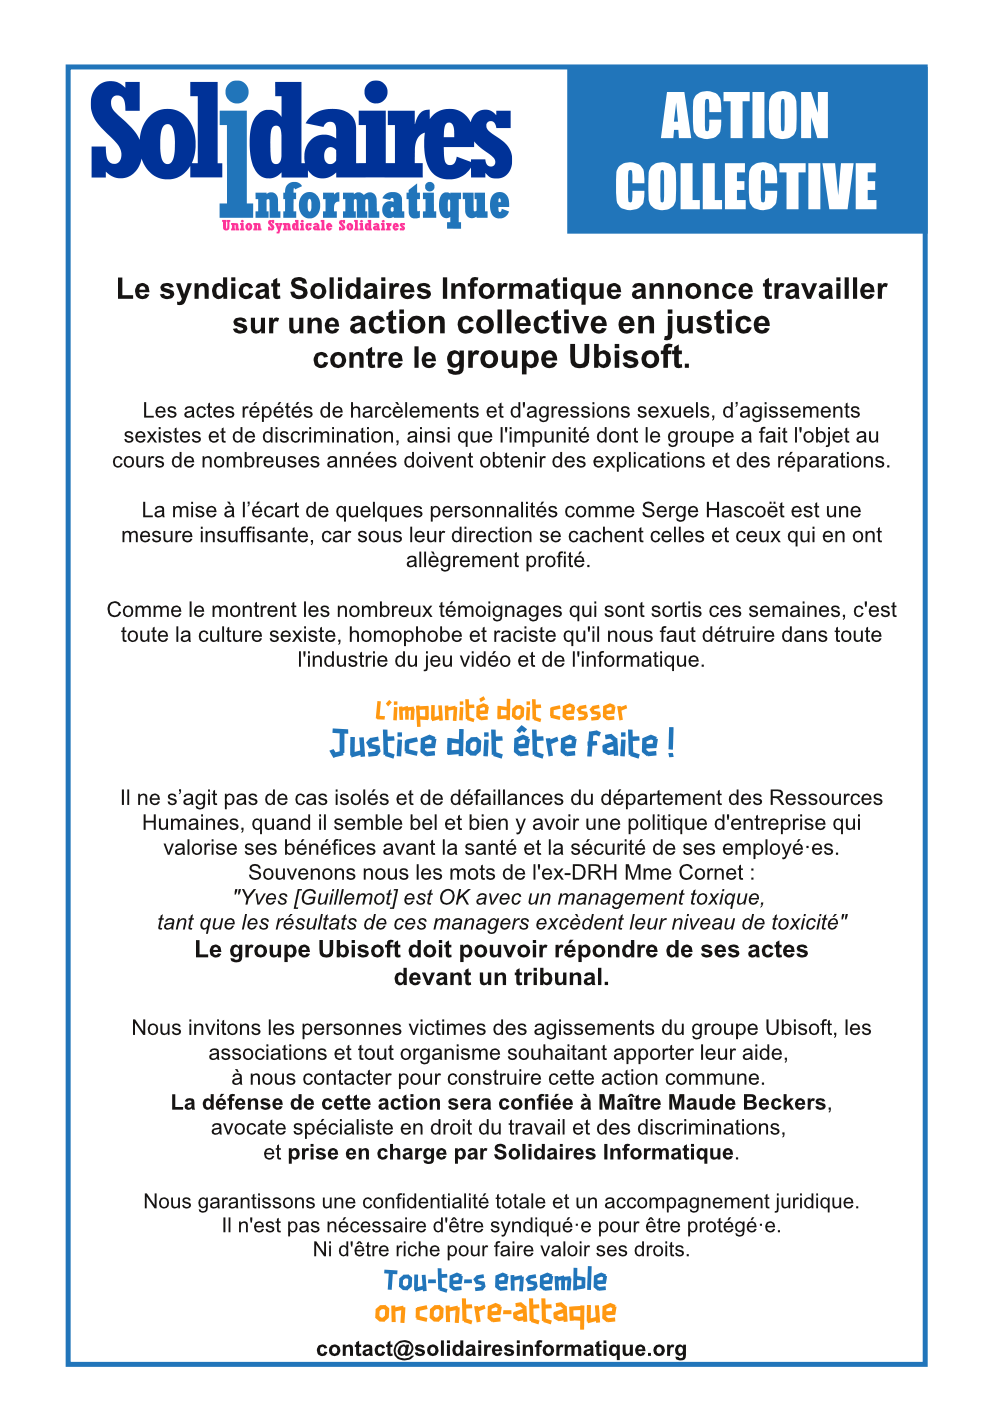 Solidaires
Informatique
Union Syndicale Solidaires
ACTION
COLLECTIVE
Le syndicat Solidaires Informatique annonce travailler
sur une action collective en justice
contre le groupe Ubisoft.
Les actes répétés de harcèlements et d'agressions sexuels, d’agissements
sexistes et de discrimination, ainsi que l'impunité dont le groupe a fait l'objet au
cours de nombreuses années doivent obtenir des explications et des réparations.
La mise à l’écart de quelques personnalités comme Serge Hascoët est une
mesure insuffisante, car sous leur direction se cachent celles et ceux qui en ont
allègrement profité.
Comme le montrent les nombreux témoignages qui sont sortis ces semaines, c'est
toute la culture sexiste, homophobe et raciste qu'il nous faut détruire dans toute
l'industrie du jeu vidéo et de l'informatique.
L'impunité doit cesser
Justice doit être faite !
Il ne s’agit pas de cas isolés et de défaillances du département des Ressources
Humaines, quand il semble bel et bien y avoir une politique d'entreprise qui
valorise ses bénéfices avant la santé et la sécurité de ses employé·es.
Souvenons nous les mots de l'ex-DRH Mme Cornet :
"Yves [Guillemot] est OK avec un management toxique,
tant que les résultats de ces managers excèdent leur niveau de toxicité"
Le groupe Ubisoft doit pouvoir répondre de ses actes
devant un tribunal.
Nous invitons les personnes victimes des agissements du groupe Ubisoft, les
associations et tout organisme souhaitant apporter leur aide,
à nous contacter pour construire cette action commune.
La défense de cette action sera confiée à Maître Maude Beckers,
avocate spécialiste en droit du travail et des discriminations,
et prise en charge par Solidaires Informatique.
Nous garantissons une confidentialité totale et un accompagnement juridique.
Il n'est pas nécessaire d'être syndiqué·e pour être protégé·e.
Ni d'être riche pour faire valoir ses droits.
Tou-te-s ensemble
on contre-attaque
contact@solidairesinformatique.org